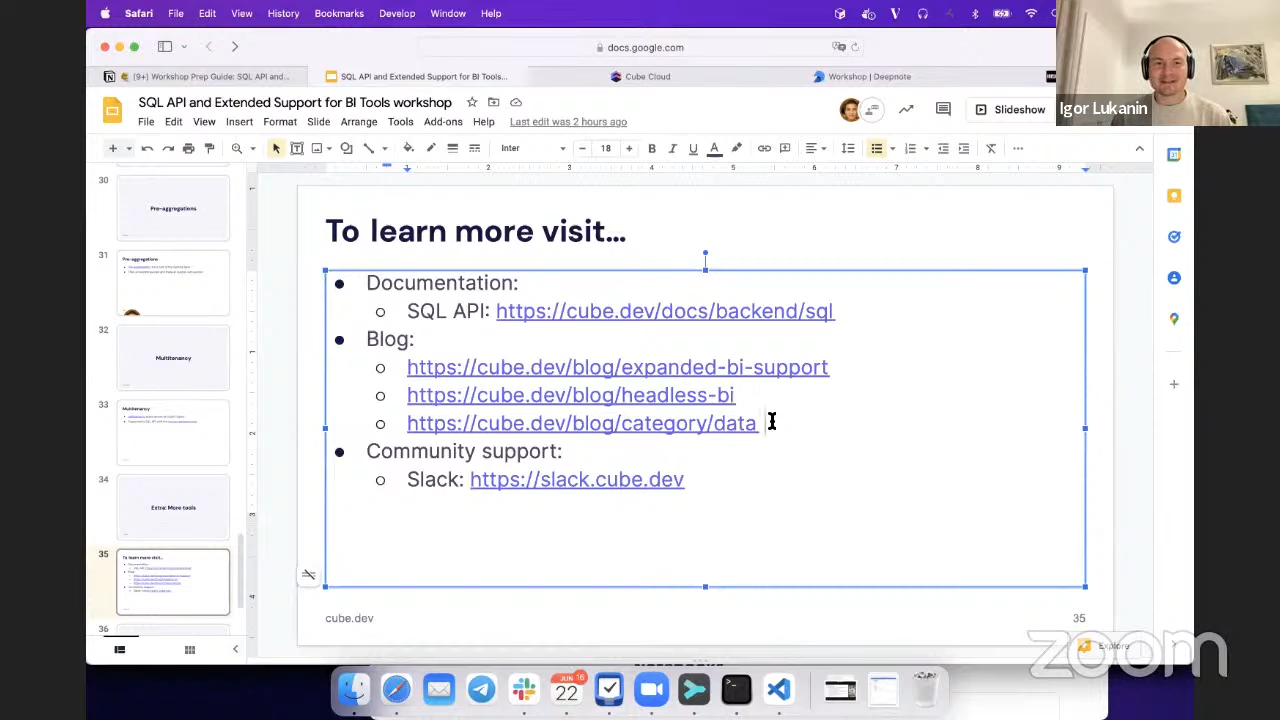 Safari File Edit View History Bookmarks Develop Window Help
docs.google.com
(9+) Workshop Prep Guide: SQL API and...
SQL API and Extended Support for BI Tools...
Cube Cloud
Workshop | Deepnote
Igor Lukanin
SQL API and Extended Support for BI Tools workshop
Slideshow
File Edit View Insert Format Slide Arrange Tools Add-ons Help Last edit was 2 hours ago
Inter
18
30
Pre-aggregations
31
Pre-aggregations
32
Multitenancy
33
Multitenancy
34
Extra: More tools
35
To learn more visit...
36
To learn more visit...
Documentation:
SQL API: https://cube.dev/docs/backend/sql
Blog:
https://cube.dev/blog/expanded-bi-support
https://cube.dev/blog/headless-bi
https://cube.dev/blog/category/data
Community support:
Slack: https://slack.cube.dev
cube.dev
35
Explore
zoom
JUN
22
16